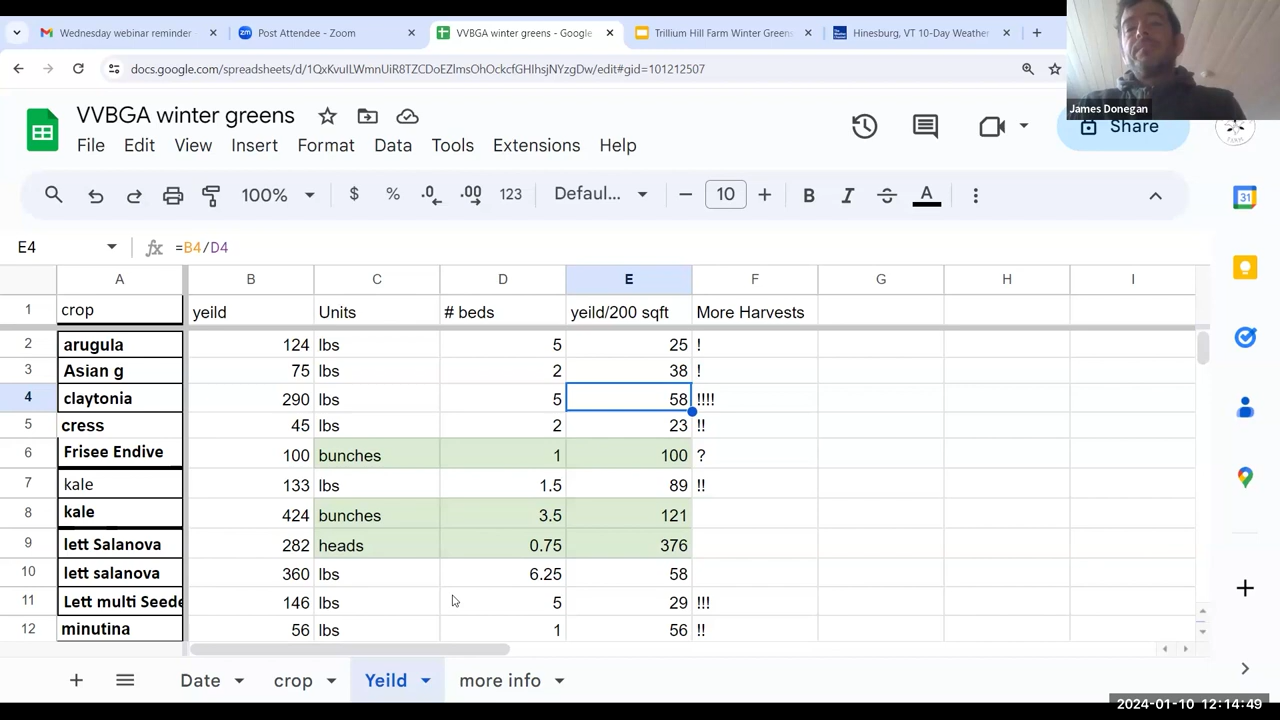 Wednesday webinar reminder
Post Attendee - Zoom
VVBGA winter greens - Google
Trillium Hill Farm Winter Greens
Hinesburg, VT 10-Day Weather
docs.google.com/spreadsheets/d/1QxKvuILWmnUiR8TZCDoEZlmsOhOckcfGHIhsjNYzgDw/edit#gid=101212507
James Donegan
VVBGA winter greens
File Edit View Insert Format Data Tools Extensions Help
Share
100% $ % .0 .00 123 Defaul... 10 B I S A
E4 fx =B4/D4
A B C D E F G H I
1 crop yeild Units # beds yeild/200 sqft More Harvests
2 arugula 124 lbs 5 25 !
3 Asian g 75 lbs 2 38 !
4 claytonia 290 lbs 5 58 !!!!
5 cress 45 lbs 2 23 !!
6 Frisee Endive 100 bunches 1 100 ?
7 kale 133 lbs 1.5 89 !!
8 kale 424 bunches 3.5 121
9 lett Salanova 282 heads 0.75 376
10 lett salanova 360 lbs 6.25 58
11 Lett multi Seede 146 lbs 5 29 !!!
12 minutina 56 lbs 1 56 !!
Date crop Yeild more info
2024-01-10 12:14:49